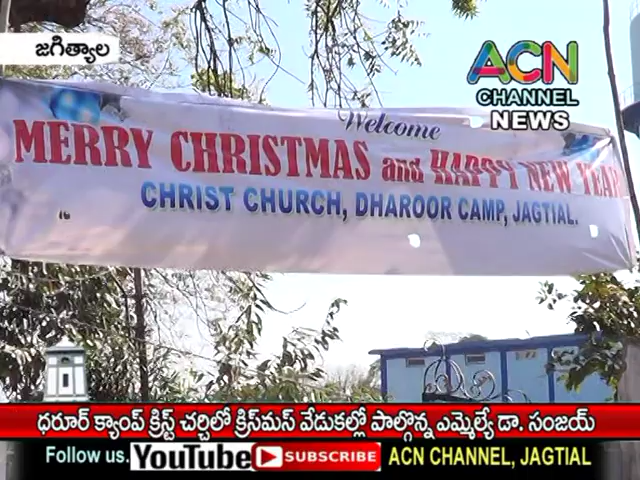 జగిత్యాల
ACN
CHANNEL
NEWS
Welcome
MERRY CHRISTMAS and HAPPY NEW YEAR
CHRIST CHURCH, DHAROOR CAMP, JAGTIAL.
ధరూర్ క్యాంప్ క్రిస్ట్ చర్చిలో క్రిస్మస్ వేడుకల్లో పాల్గొన్న ఎమ్మెల్యే డా. సంజయ్
Follow us. YouTube SUBSCRIBE ACN CHANNEL, JAGTIAL